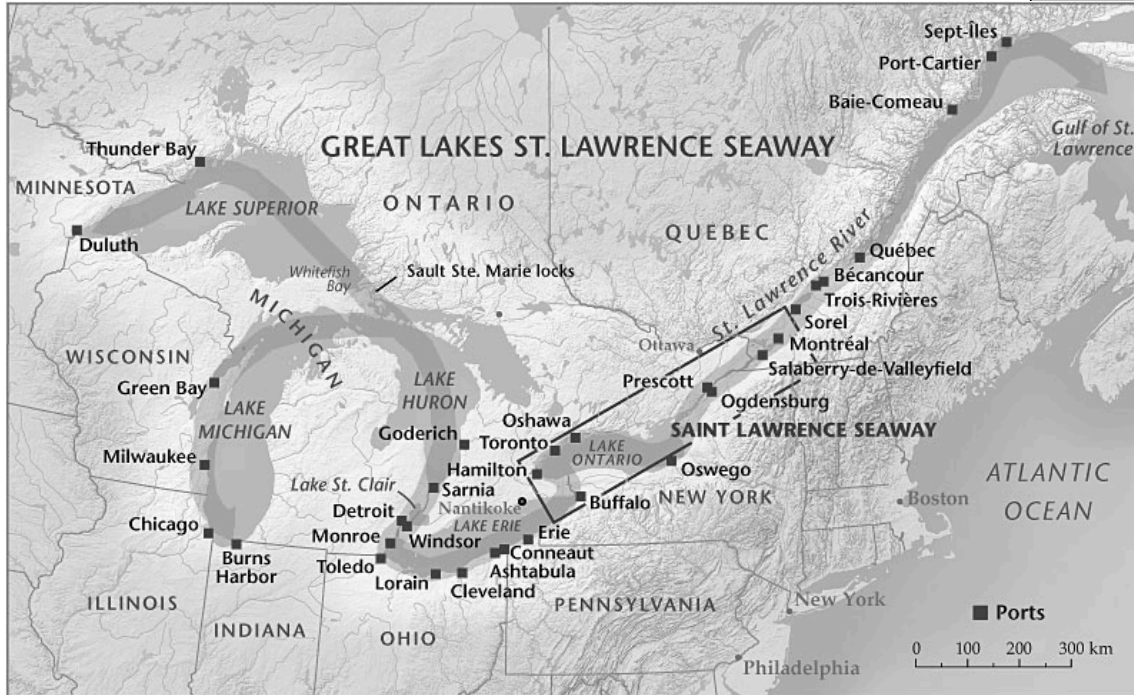 Sept-Îles
Port-Cartier
Baie-Comeau
GREAT LAKES ST. LAWRENCE SEAWAY
Gulf of St.
Lawrence
Thunder Bay
MINNESOTA
LAKE SUPERIOR
ONTARIO
QUEBEC
Duluth
Québec
Whitefish
Bay
Sault Ste. Marie locks
St. Lawrence River
Bécancour
Trois-Rivières
MICHIGAN
Sorel
Ottawa
Montréal
WISCONSIN
Salaberry-de-Valleyfield
Green Bay
Prescott
Ogdensburg
LAKE
HURON
LAKE
MICHIGAN
Oshawa
SAINT LAWRENCE SEAWAY
Goderich
Toronto
LAKE
ONTARIO
Milwaukee
Hamilton
Oswego
ATLANTIC
OCEAN
Lake St. Clair
Sarnia
Nantikoke
Buffalo
NEW YORK
Boston
Detroit
LAKE ERIE
Chicago
Monroe
Windsor
Erie
Burns
Harbor
Toledo
Conneaut
Ashtabula
Lorain
Cleveland
ILLINOIS
PENNSYLVANIA
New York
Ports
INDIANA
OHIO
0 100 200 300 km
Philadelphia